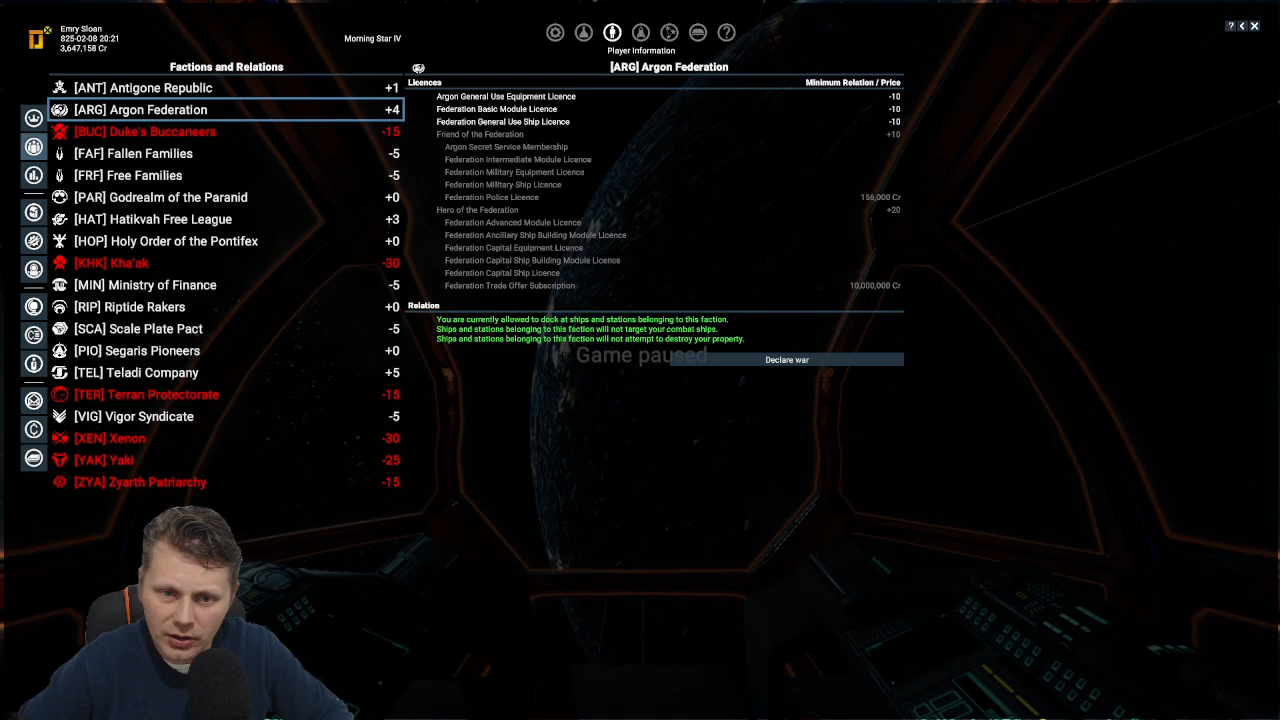 Emry Sloan
825-02-08 20:21
3,647,158 Cr
Morning Star IV
Player Information
Factions and Relations
[ANT] Antigone Republic +1
[ARG] Argon Federation +4
[BUC] Duke's Buccaneers -15
[FAF] Fallen Families -5
[FRF] Free Families -5
[PAR] Godrealm of the Paranid +0
[HAT] Hatikvah Free League +3
[HOP] Holy Order of the Pontifex +0
[KHK] Kha'ak -30
[MIN] Ministry of Finance -5
[RIP] Riptide Rakers +0
[SCA] Scale Plate Pact -5
[PIO] Segaris Pioneers +0
[TEL] Teladi Company +5
[TER] Terran Protectorate -15
[VIG] Vigor Syndicate -5
[XEN] Xenon -30
[YAK] Yaki -25
[ZYA] Zyarth Patriarchy -15
[ARG] Argon Federation
Licences Minimum Relation / Price
Argon General Use Equipment Licence -10
Federation Basic Module Licence -10
Federation General Use Ship Licence -10
Friend of the Federation +10
Argon Secret Service Membership
Federation Intermediate Module Licence
Federation Military Equipment Licence
Federation Military Ship Licence
Federation Police Licence 156,000 Cr
Hero of the Federation +20
Federation Advanced Module Licence
Federation Ancillary Ship Building Module Licence
Federation Capital Equipment Licence
Federation Capital Ship Building Module Licence
Federation Capital Ship Licence
Federation Trade Offer Subscription 10,000,000 Cr
Relation
You are currently allowed to dock at ships and stations belonging to this faction.
Ships and stations belonging to this faction will not target your combat ships.
Ships and stations belonging to this faction will not attempt to destroy your property.
Game paused
Declare war